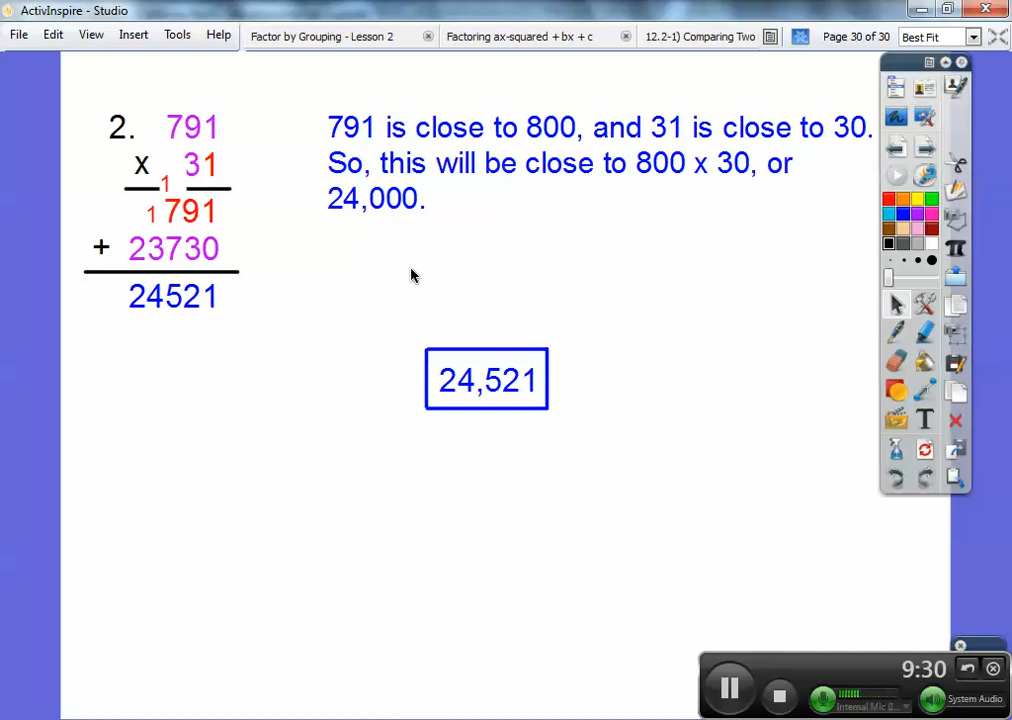 ActivInspire - Studio
File Edit View Insert Tools Help Factor by Grouping - Lesson 2 Factoring ax-squared +bx + c 12.2-1) Comparing Two Page 30 of 30 Best Fit
2. 791
x 31
1
1 791
+ 23730
24521
791 is close to 800, and 31 is close to 30.
So, this will be close to 800 x 30, or
24,000.
24,521
T
9:30
Internal Mic (I... System Audio